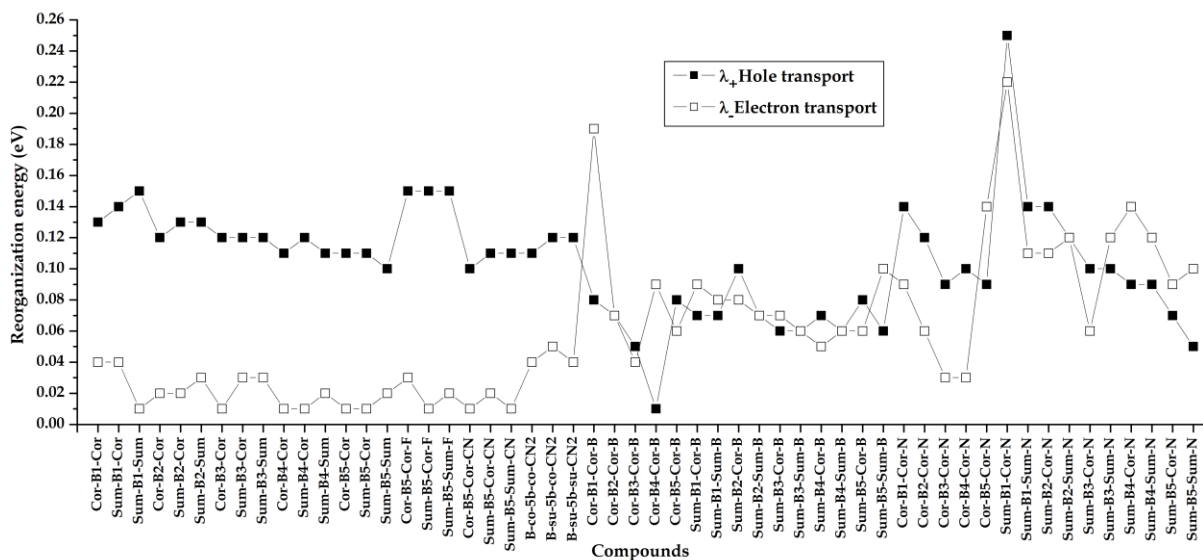 0.26
0.24
0.22
0.20
0.18
0.16
0.14
0.12
0.10
0.08
0.06
0.04
0.02
0.00
Reorganization energy (eV)
λ+Hole transport
λ-Electron transport
Cor-B1-Cor
Sum-B1-Cor
Sum-B1-Sum
Cor-B2-Cor
Sum-B2-Cor
Sum-B2-Sum
Cor-B3-Cor
Sum-B3-Cor
Sum-B3-Sum
Cor-B4-Cor
Sum-B4-Cor
Sum-B4-Sum
Cor-B5-Cor
Sum-B5-Cor
Sum-B5-Sum
Cor-B5-Cor-F
Sum-B5-Cor-F
Sum-B5-Sum-F
Cor-B5-Cor-CN
Sum-B5-Cor-CN
Sum-B5-Sum-CN
B-co-5b-co-CN2
B-su-5b-co-CN2
B-su-5b-su-CN2
Cor-B1-Cor-B
Cor-B2-Cor-B
Cor-B3-Cor-B
Cor-B4-Cor-B
Cor-B5-Cor-B
Sum-B1-Cor-B
Sum-B1-Sum-B
Sum-B2-Cor-B
Sum-B2-Sum-B
Sum-B3-Cor-B
Sum-B3-Sum-B
Sum-B4-Cor-B
Sum-B4-Sum-B
Sum-B5-Cor-B
Sum-B5-Sum-B
Cor-B1-Cor-N
Cor-B2-Cor-N
Cor-B3-Cor-N
Cor-B4-Cor-N
Cor-B5-Cor-N
Sum-B1-Cor-N
Sum-B1-Sum-N
Sum-B2-Cor-N
Sum-B2-Sum-N
Sum-B3-Cor-N
Sum-B3-Sum-N
Sum-B4-Cor-N
Sum-B4-Sum-N
Sum-B5-Cor-N
Sum-B5-Sum-N
Compounds